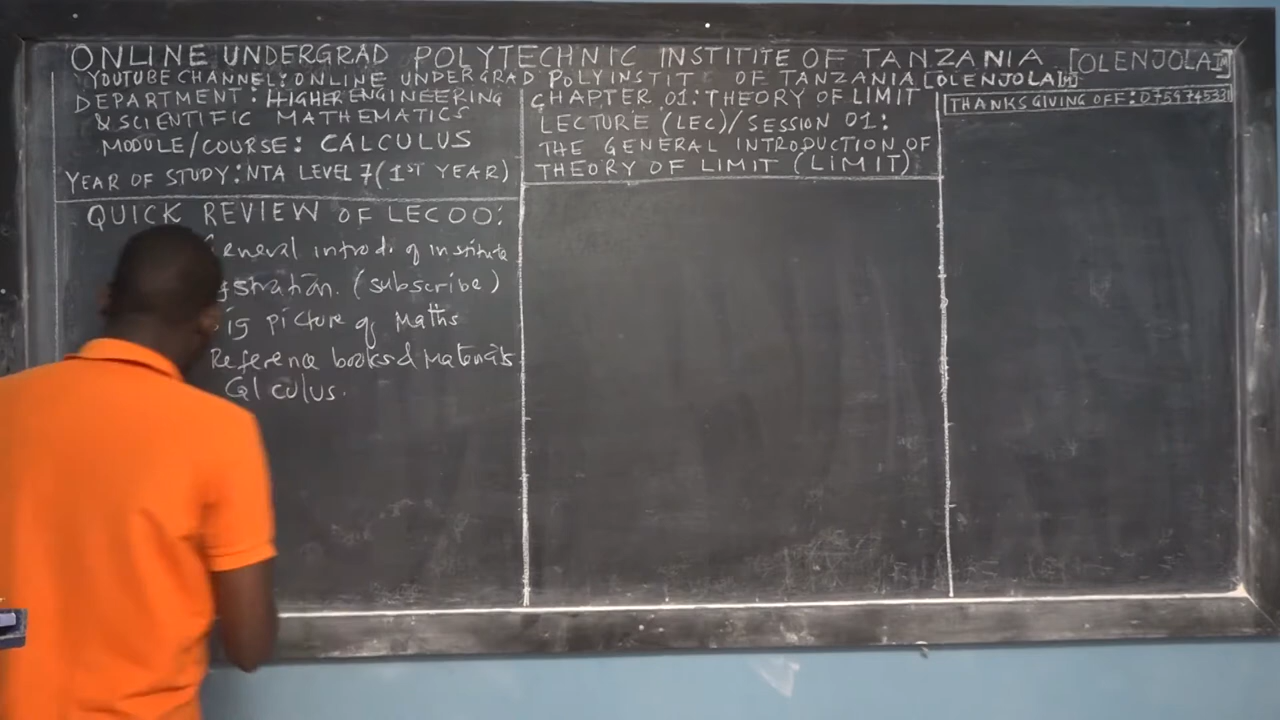 ONLINE UNDERGRAD POLYTECHNIC INSTITITE OF TANZANIA [OLENJOLAIM]
YOUTUBE CHANNEL: ONLINE UNDERGRAD POLYINSTIT OF TANZANIA [OLENJOLAIM]
DEPARTMENT: HIGHER ENGINEERING
& SCIENTIFIC MATHEMATICS
MODULE/COURSE: CALCULUS
YEAR OF STUDY: NTA LEVEL 7 (1ST YEAR)
QUICK REVIEW OF LEC00:
General introd. of institute
(subscribe)
picture of Maths
Reference books & Materials
Calculus.
CHAPTER 01: THEORY OF LIMIT
LECTURE (LEC)/SESSION 01:
THE GENERAL INTRODUCTION OF
THEORY OF LIMIT (LiMIT)
THANKSGIVING OFF: 0759745331